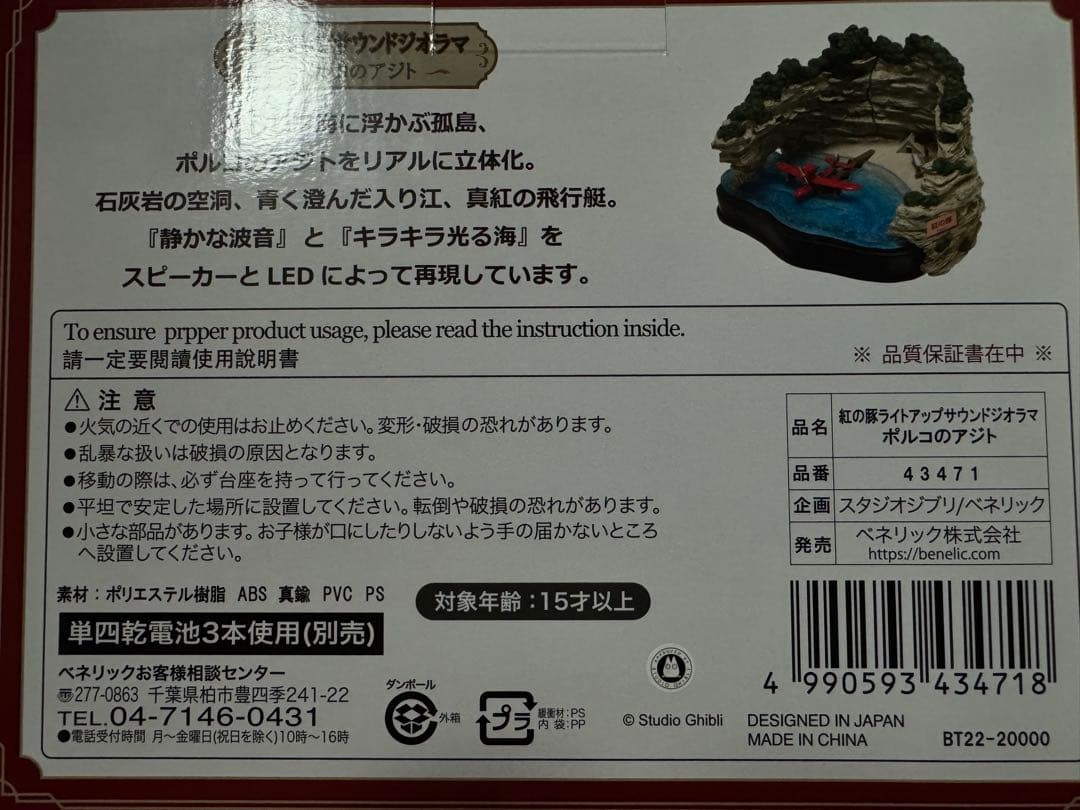 サウンドジオラマ
ルコのアジト
海に浮かぶ孤島、
ポルコのアジトをリアルに立体化。
石灰岩の空洞、青く澄んだ入り江、真紅の飛行艇。
『静かな波音』と『キラキラ光る海』を
スピーカーとLEDによって再現しています。
To ensure prpper product usage, please read the instruction inside.
請一定要閱讀使用說明書
※ 品質保証書在中 ※
⚠ 注 意
●火気の近くでの使用はお止めください。変形・破損の恐れがあります。
●乱暴な扱いは破損の原因となります。
●移動の際は、必ず台座を持って行ってください。
●平坦で安定した場所に設置してください。転倒や破損の恐れがあります。
●小さな部品があります。お子様が口にしたりしないよう手の届かないところ
へ設置してください。
品名 紅の豚ライトアップサウンドジオラマ
ポルコのアジト
品番 43471
企画 スタジオジブリ/ベネリック
発売 ベネリック株式会社
https://benelic.com
素材：ポリエステル樹脂 ABS 真鍮 PVC PS
対象年齢：15才以上
単四乾電池3本使用(別売)
ベネリックお客様相談センター
〠277-0863 千葉県柏市豊四季241-22
TEL.04-7146-0431
●電話受付時間 月～金曜日(祝日を除く)10時～16時
ダンボール
外箱
プラ
緩衝材：PS
内 袋：PP
© Studio Ghibli
4 990593 434718
DESIGNED IN JAPAN
MADE IN CHINA
BT22-20000